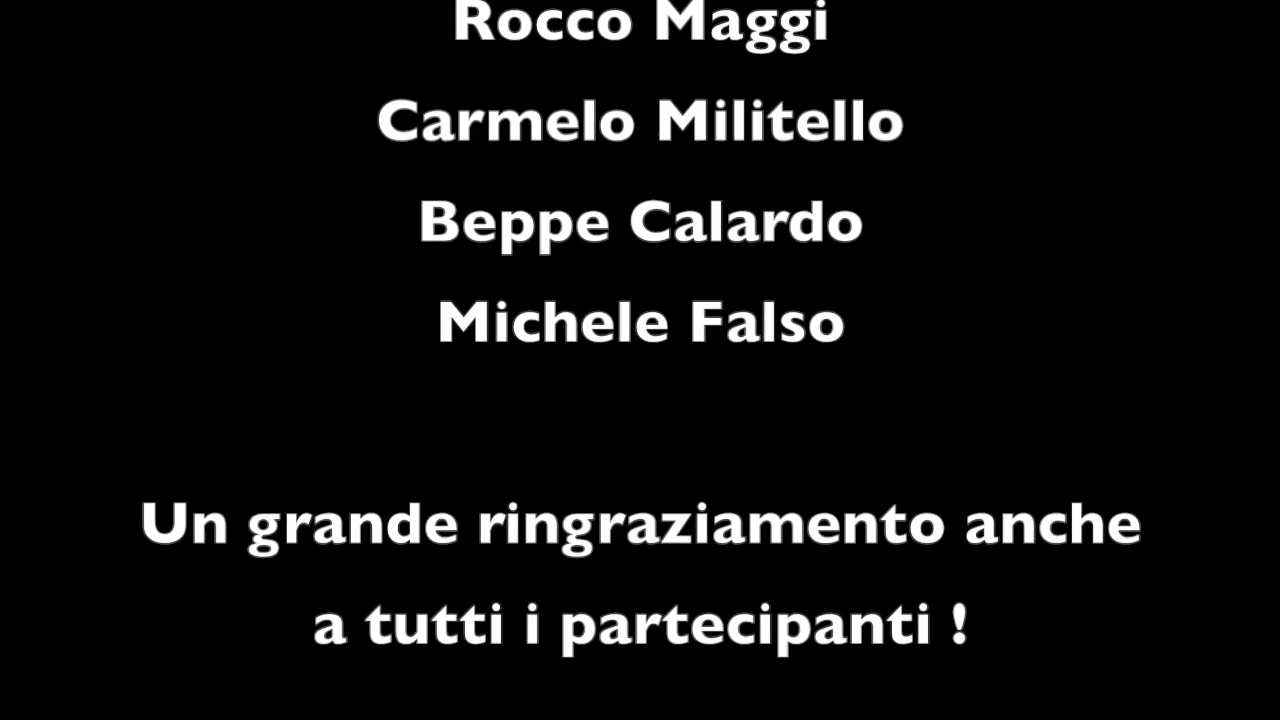 Rocco Maggi
Carmelo Militello
Beppe Calardo
Michele Falso
Un grande ringraziamento anche
a tutti i partecipanti !